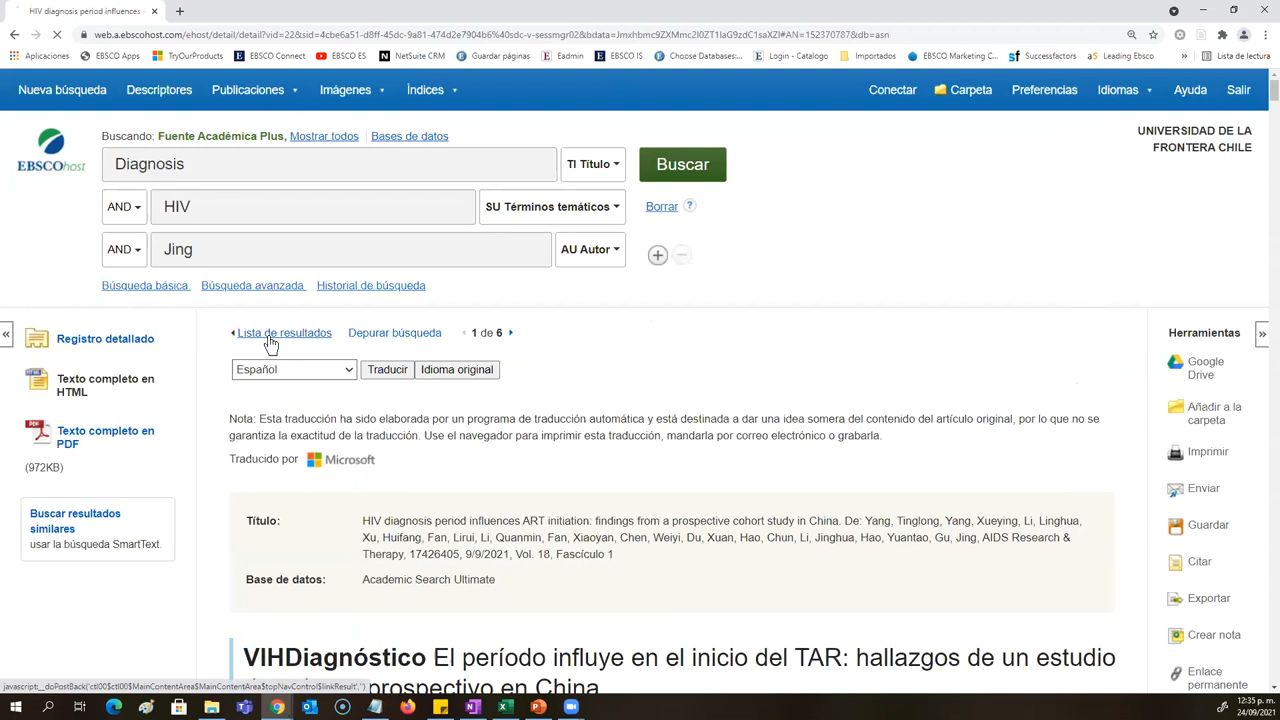 HIV diagnosis period influences
web.a.ebscohost.com/ehost/detail/detail?vid=22&sid=4cbe6a51-d8ff-45dc-9a81-474d2e7904b6%40sdc-v-sessmgr02&bdata=Jmxhbmc9ZXMmc2l0ZT1laG9zdC1saXZl#AN=152370787&db=asn
Aplicaciones EBSCO Apps TryOurProducts EBSCO Connect EBSCO ES NetSuite CRM Guardar páginas Eadmin EBSCO IS Choose Databases:... Login - Catalogo Importados EBSCO Marketing C... Successfactors Leading Ebsco » Lista de lectura
Nueva búsqueda Descriptores Publicaciones Imágenes Índices Conectar Carpeta Preferencias Idiomas Ayuda Salir
Buscando: Fuente Académica Plus, Mostrar todos | Bases de datos
UNIVERSIDAD DE LA
FRONTERA CHILE
EBSCOhost
Diagnosis TI Título Buscar
AND HIV SU Términos temáticos Borrar ?
AND Jing AU Autor
Búsqueda básica Búsqueda avanzada Historial de búsqueda
« Registro detallado
Texto completo en
HTML
Texto completo en
PDF
(972KB)
Buscar resultados
similares
usar la búsqueda SmartText.
Lista de resultados Depurar búsqueda 1 de 6
Español Traducir Idioma original
Nota: Esta traducción ha sido elaborada por un programa de traducción automática y está destinada a dar una idea somera del contenido del artículo original, por lo que no se
garantiza la exactitud de la traducción. Use el navegador para imprimir esta traducción, mandarla por correo electrónico o grabarla.
Traducido por Microsoft
Título: HIV diagnosis period influences ART initiation: findings from a prospective cohort study in China. De: Yang, Tinglong, Yang, Xueying, Li, Linghua,
Xu, Huifang, Fan, Lirui, Li, Quanmin, Fan, Xiaoyan, Chen, Weiyi, Du, Xuan, Hao, Chun, Li, Jinghua, Hao, Yuantao, Gu, Jing, AIDS Research &
Therapy, 17426405, 9/9/2021, Vol. 18, Fascículo 1
Base de datos: Academic Search Ultimate
VIHDiagnóstico El período influye en el inicio del TAR: hallazgos de un estudio
prospectivo en China
Herramientas »
Google
Drive
Añadir a la
carpeta
Imprimir
Enviar
Guardar
Citar
Exportar
Crear nota
Enlace
permanente
javascript:__doPostBack('ctl00$ctl00$MainContentArea$MainContentArea$topNavControl$linkResult','')
12:35 p. m.
24/09/2021